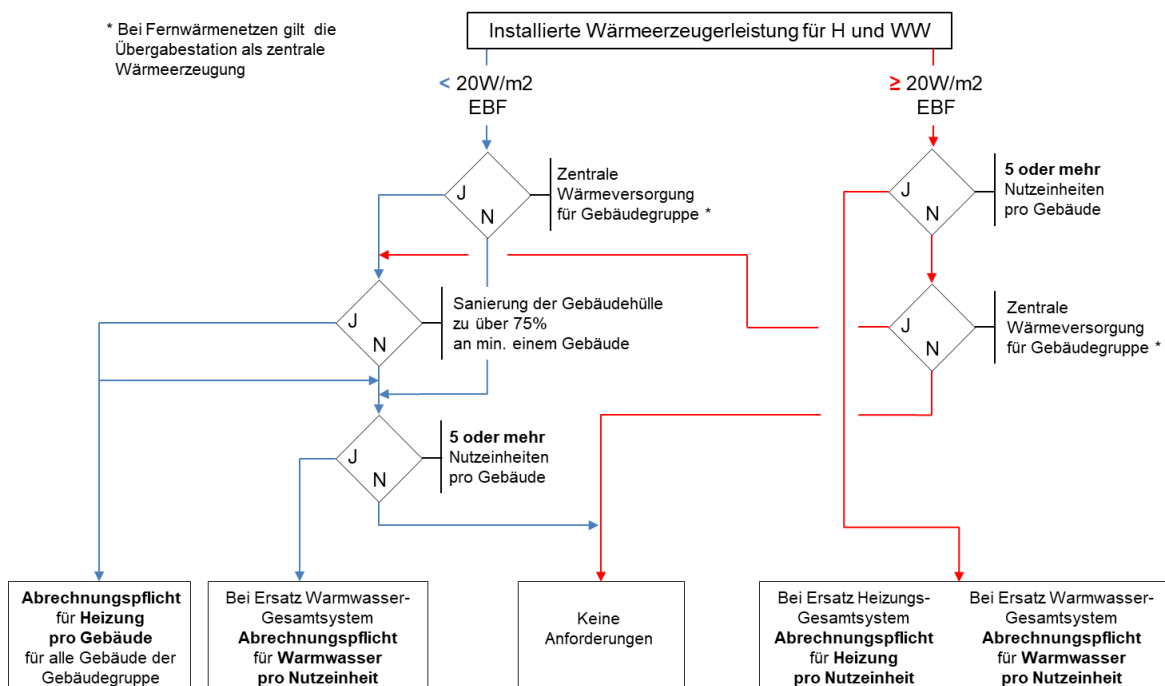 * Bei Fernwärmenetzen gilt die
Übergabestation als zentrale
Wärmeerzeugung
Installierte Wärmeerzeugerleistung für H und WW
< 20W/m2
EBF
≥ 20W/m2
EBF
J
N
Zentrale
Wärmeversorgung
für Gebäudegruppe *
J
N
5 oder mehr
Nutzeinheiten
pro Gebäude
J
N
Sanierung der Gebäudehülle
zu über 75%
an min. einem Gebäude
J
N
Zentrale
Wärmeversorgung
für Gebäudegruppe *
J
N
5 oder mehr
Nutzeinheiten
pro Gebäude
Abrechnungspflicht
für Heizung
pro Gebäude
für alle Gebäude der
Gebäudegruppe
Bei Ersatz Warmwasser-
Gesamtsystem
Abrechnungspflicht
für Warmwasser
pro Nutzeinheit
Keine
Anforderungen
Bei Ersatz Heizungs-
Gesamtsystem
Abrechnungspflicht
für Heizung
pro Nutzeinheit
Bei Ersatz Warmwasser-
Gesamtsystem
Abrechnungspflicht
für Warmwasser
pro Nutzeinheit